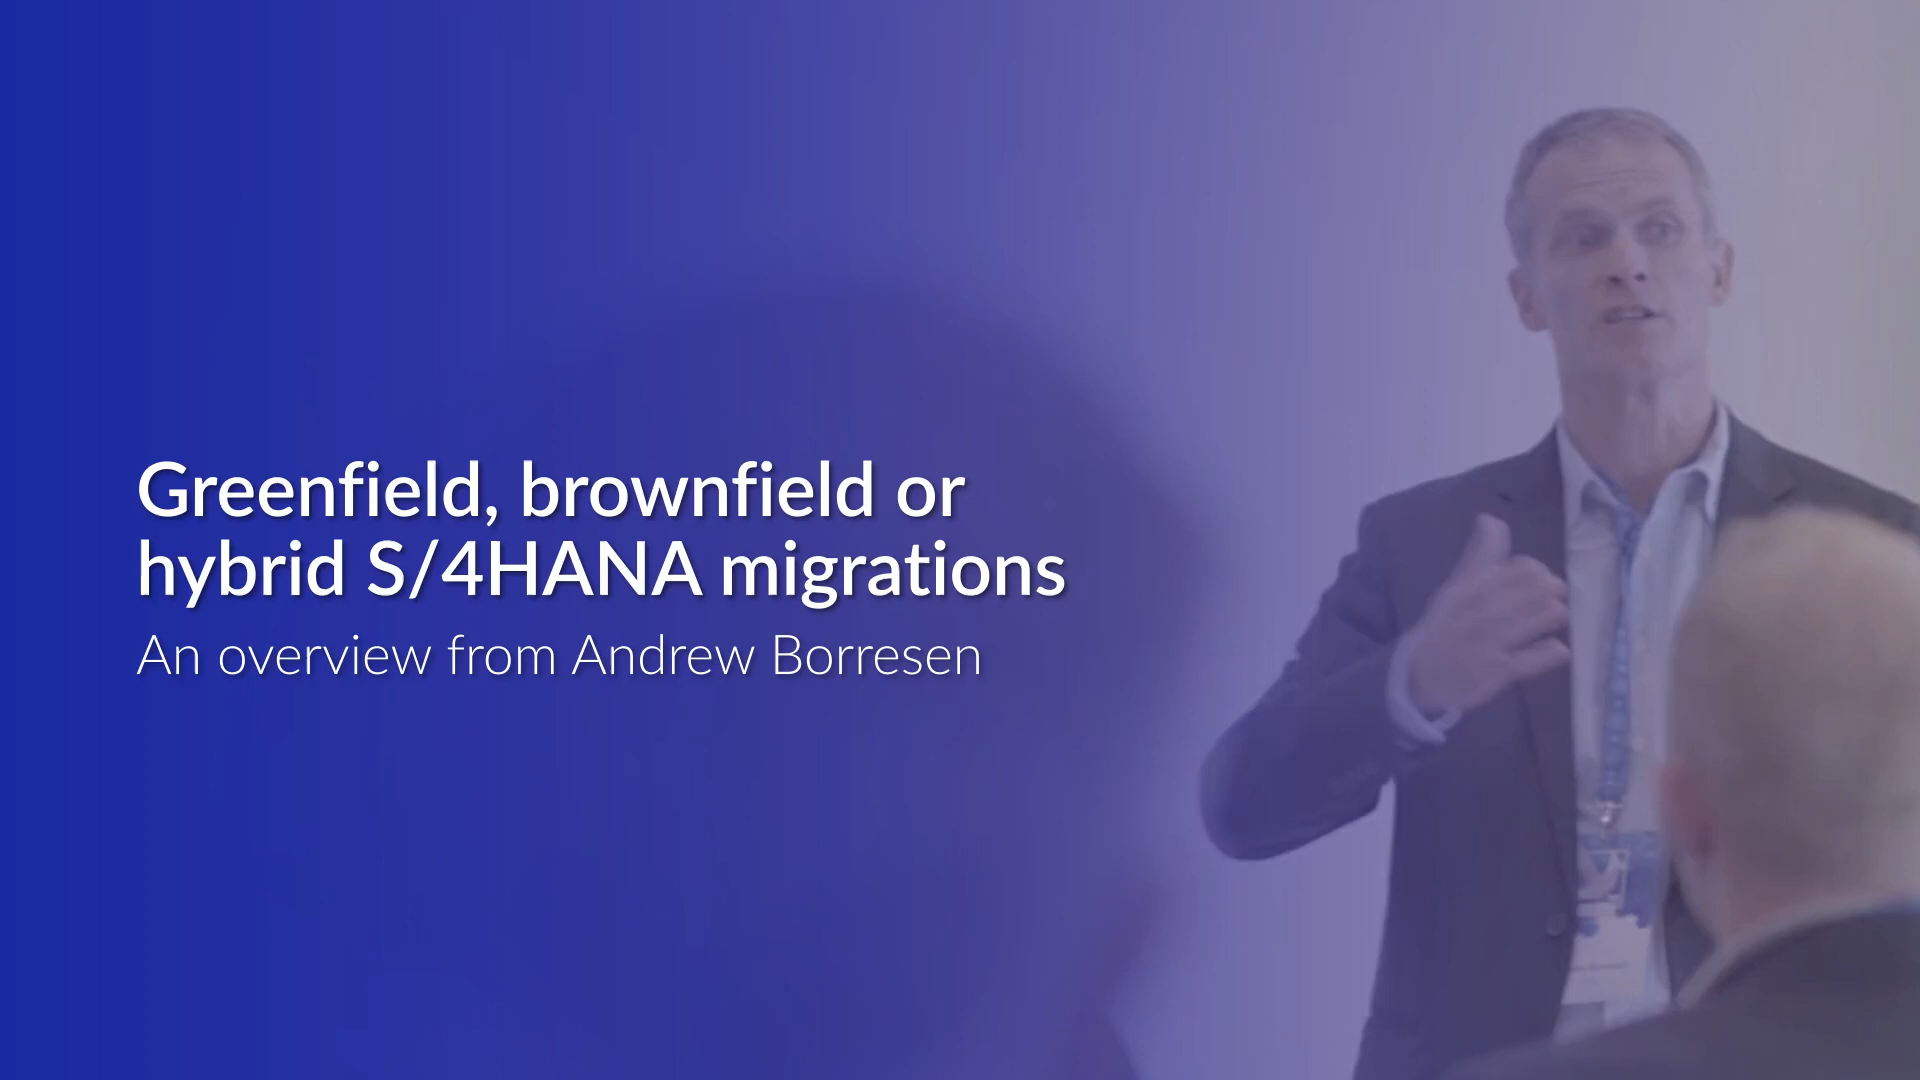 Greenfield, brownfield or
hybrid S/4HANA migrations
An overview from Andrew Borresen